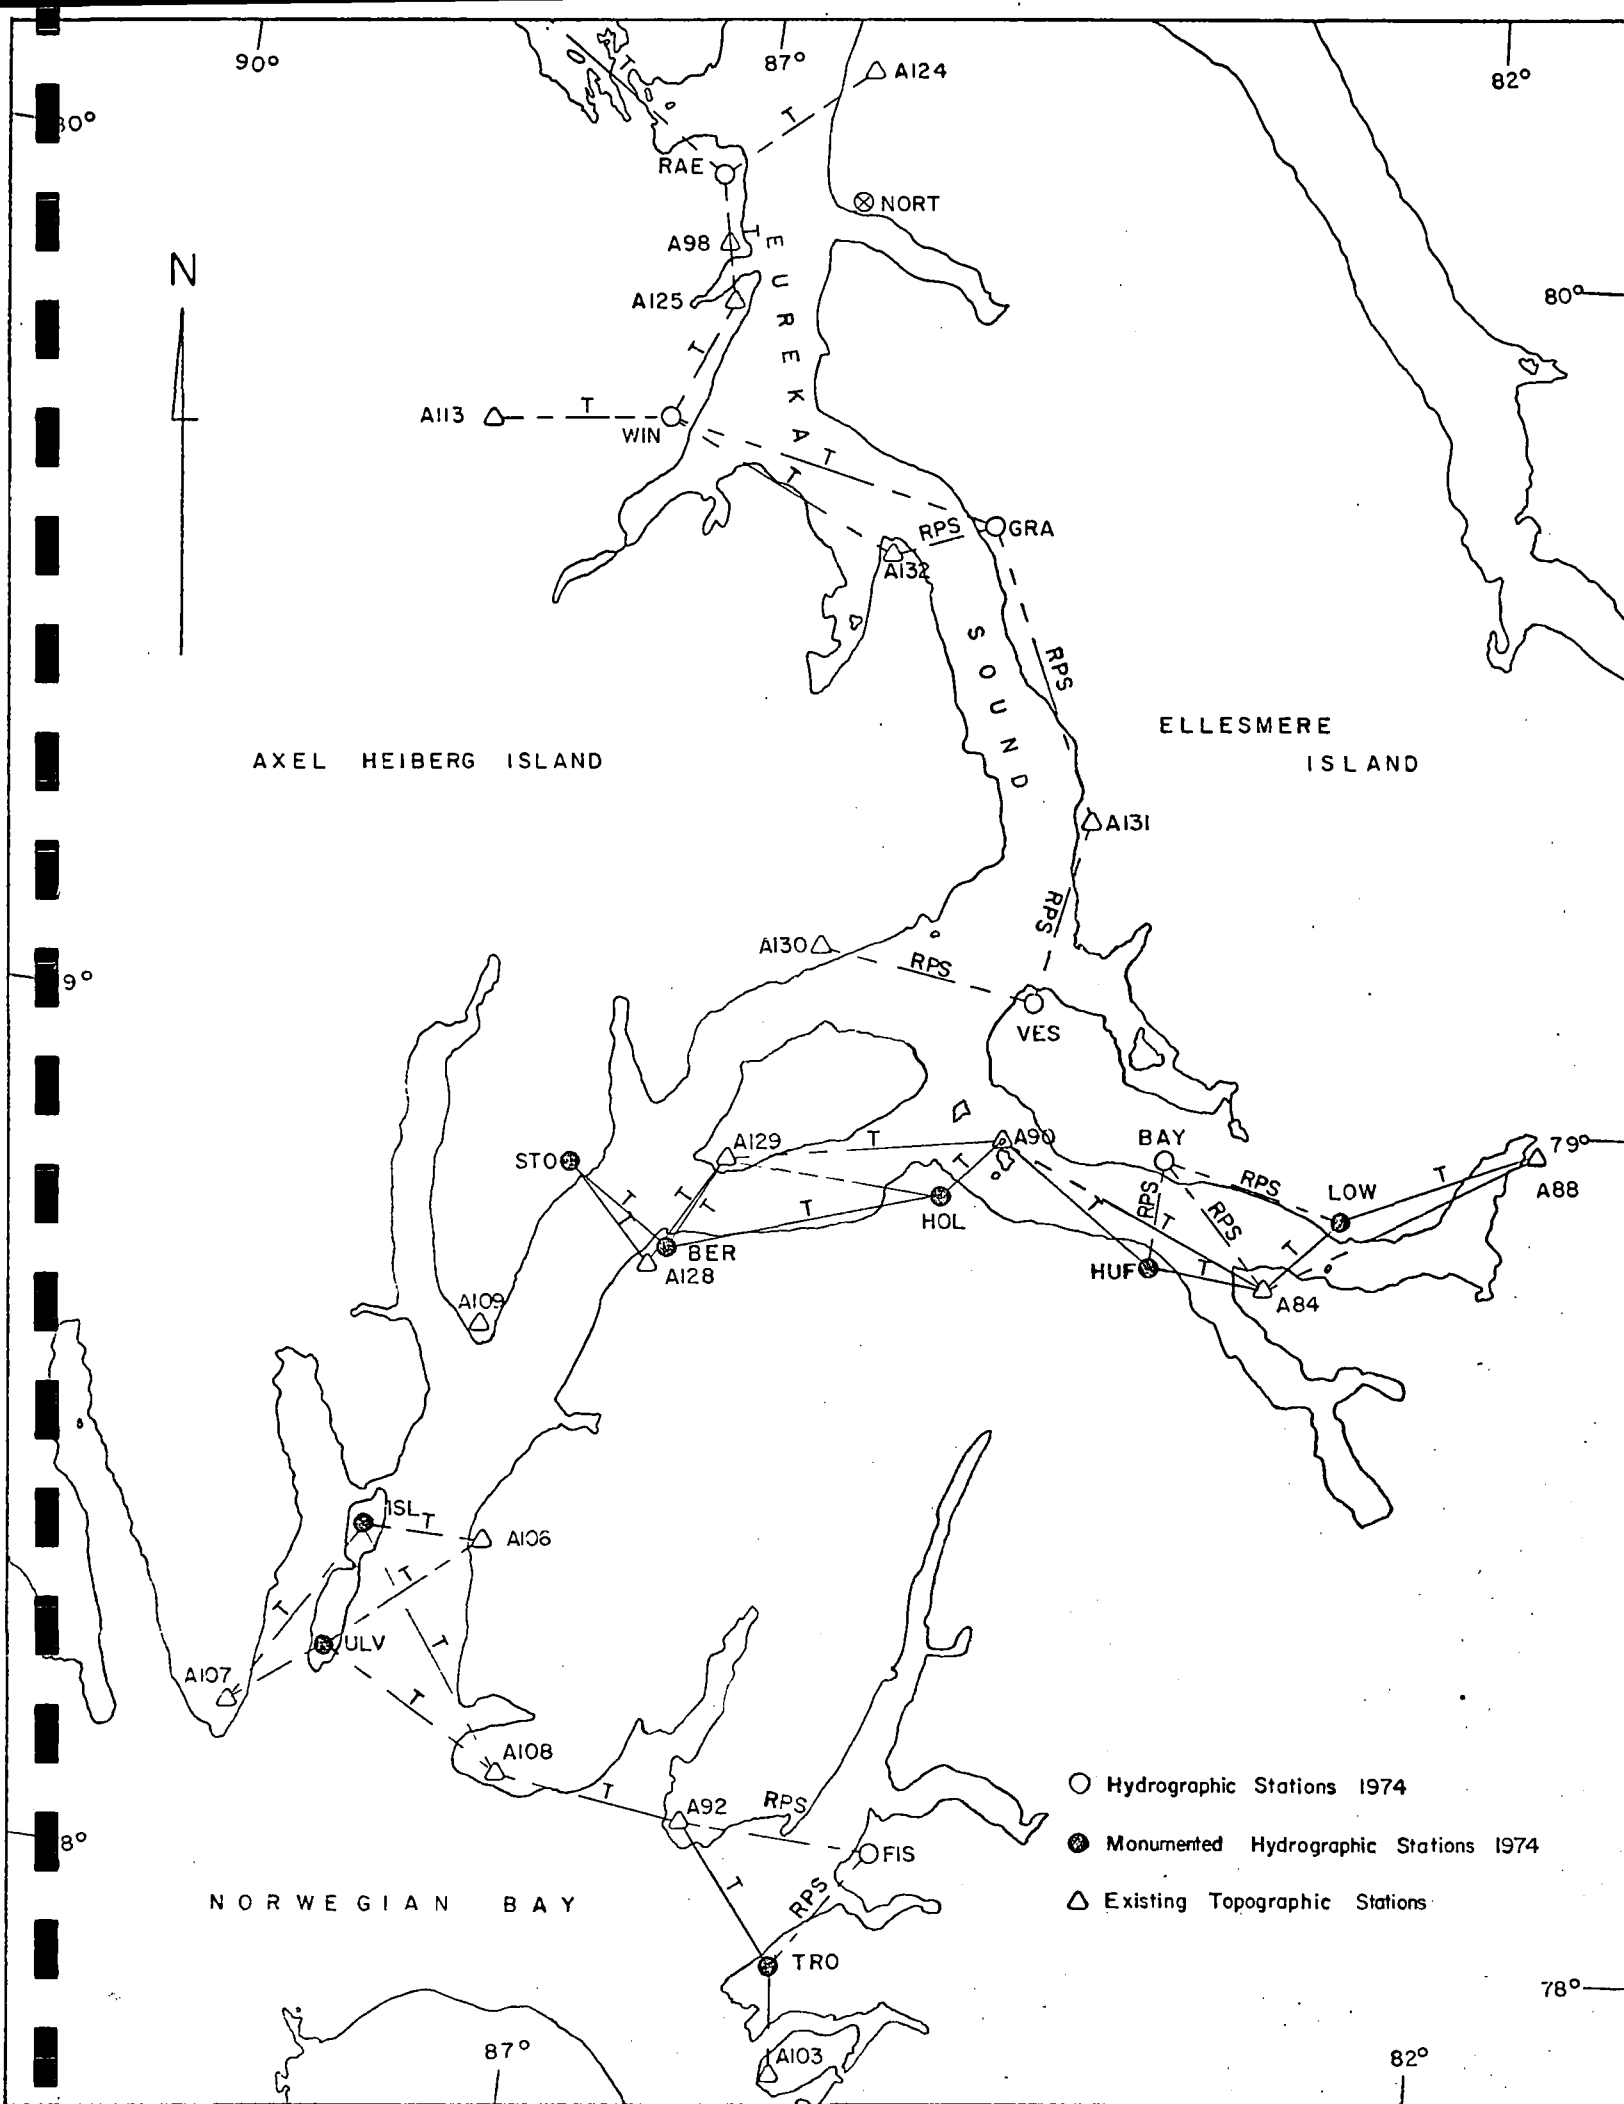 90°
87°
82°
A124
80°
RAE
T
T
NORT
A98
T
A125
80°
N
EUREKA
T
A113
T
WIN
T
T
RPS
GRA
A132
SOUND
RPS
ELLESMERE
ISLAND
AXEL HEIBERG ISLAND
A131
RPS
A130
RPS
9°
VES
A129
T
A90
BAY
79°
STO
T
T
T
T
T
T
HOL
T
T
RPS
RPS
RPS
LOW
T
A88
BER
A128
HUF
T
T
A84
A109
ISL
T
A106
T
T
ULV
T
A107
T
A108
T
A92
RPS
8°
FIS
T
RPS
TRO
NORWEGIAN BAY
Hydrographic Stations 1974
Monumented Hydrographic Stations 1974
Existing Topographic Stations
78°
87°
A103
82°